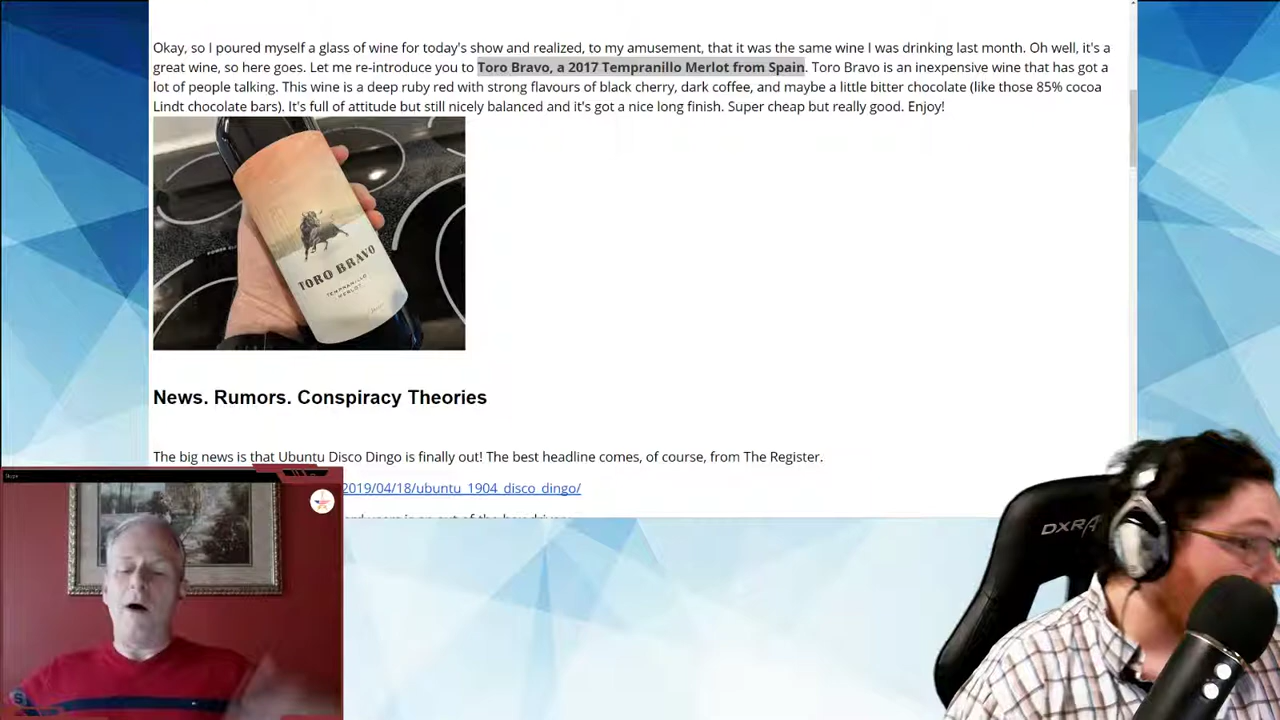 Okay, so I poured myself a glass of wine for today's show and realized, to my amusement, that it was the same wine I was drinking last month. Oh well, it's a
great wine, so here goes. Let me re-introduce you to Toro Bravo, a 2017 Tempranillo Merlot from Spain. Toro Bravo is an inexpensive wine that has got a
lot of people talking. This wine is a deep ruby red with strong flavours of black cherry, dark coffee, and maybe a little bitter chocolate (like those 85% cocoa
Lindt chocolate bars). It's full of attitude but still nicely balanced and it's got a nice long finish. Super cheap but really good. Enjoy!
TORO BRAVO
TEMPRANILLO
MERLOT
News. Rumors. Conspiracy Theories
The big news is that Ubuntu Disco Dingo is finally out! The best headline comes, of course, from The Register.
2019/04/18/ubuntu_1904_disco_dingo/
DXRA